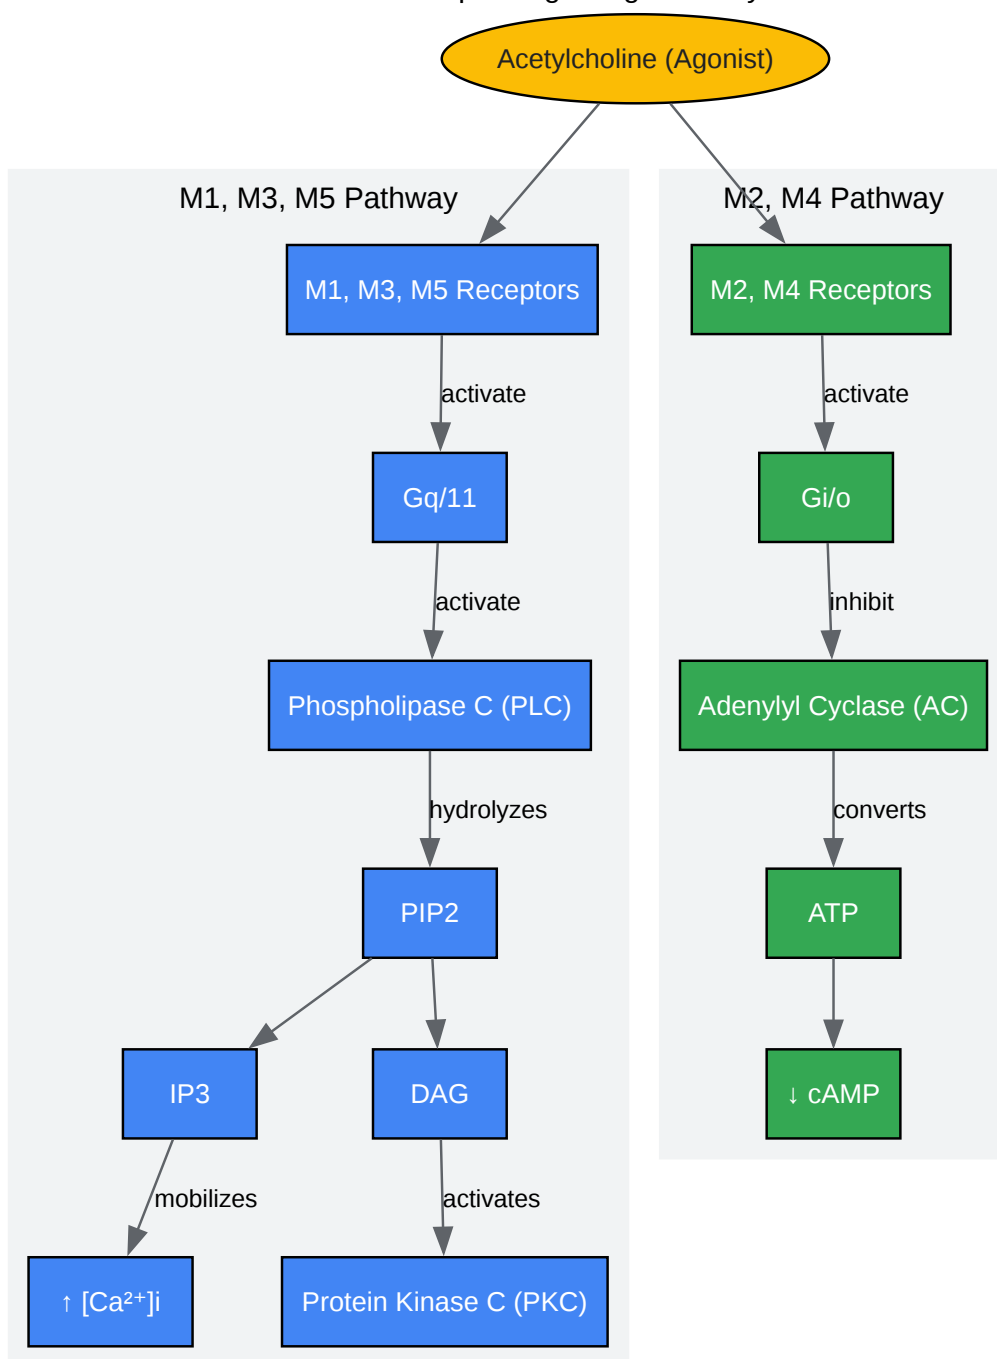 Acetylcholine (Agonist)
M1, M3, M5 Pathway
M2, M4 Pathway
M1, M3, M5 Receptors
M2, M4 Receptors
activate
activate
Gq/11
Gi/o
activate
inhibit
Phospholipase C (PLC)
Adenylyl Cyclase (AC)
hydrolyzes
converts
PIP2
ATP
IP3
DAG
↓ cAMP
mobilizes
activates
↑ [Ca²⁺]i
Protein Kinase C (PKC)